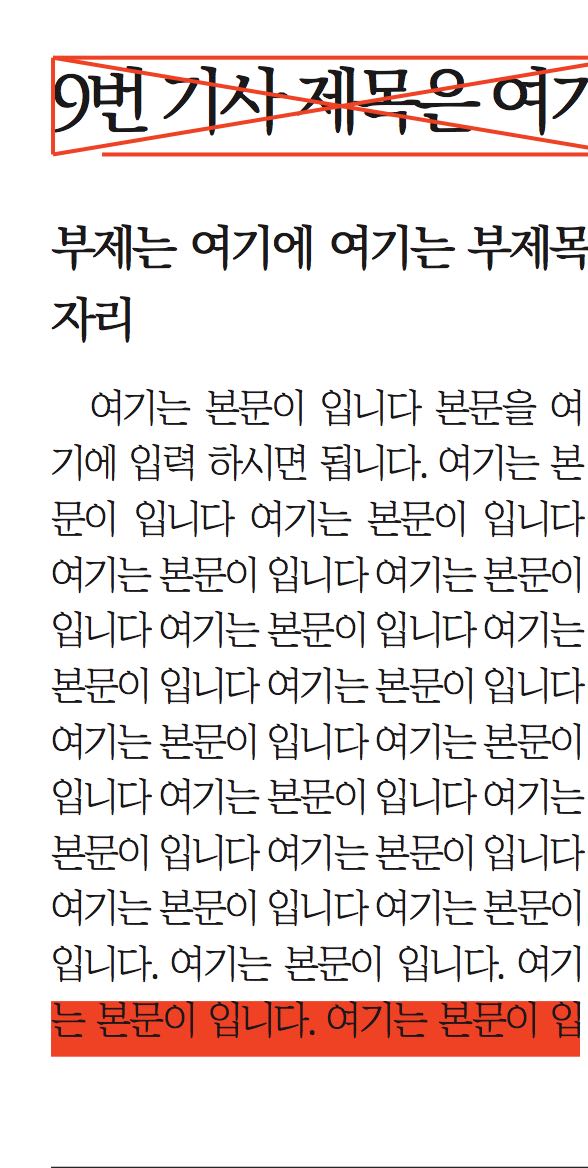 9번 기사 제목은 여기
부제는 여기에 여기는 부제목
자리
여기는 본문이 입니다 본문을 여
기에 입력 하시면 됩니다. 여기는 본
문이 입니다 여기는 본문이 입니다
여기는 본문이 입니다 여기는 본문이
입니다 여기는 본문이 입니다 여기는
본문이 입니다 여기는 본문이 입니다
여기는 본문이 입니다 여기는 본문이
입니다 여기는 본문이 입니다 여기는
본문이 입니다 여기는 본문이 입니다
여기는 본문이 입니다 여기는 본문이
입니다. 여기는 본문이 입니다. 여기
는 본문이 입니다. 여기는 본문이 입